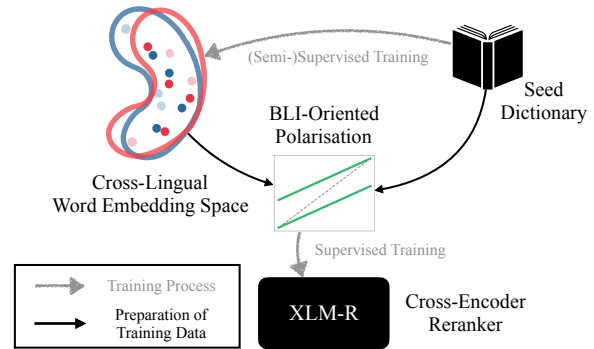 (Semi-)Supervised Training
Seed
Dictionary
BLI-Oriented
Polarisation
Cross-Lingual
Word Embedding Space
Supervised Training
Training Process
Preparation of
Training Data
XLM-R
Cross-Encoder
Reranker